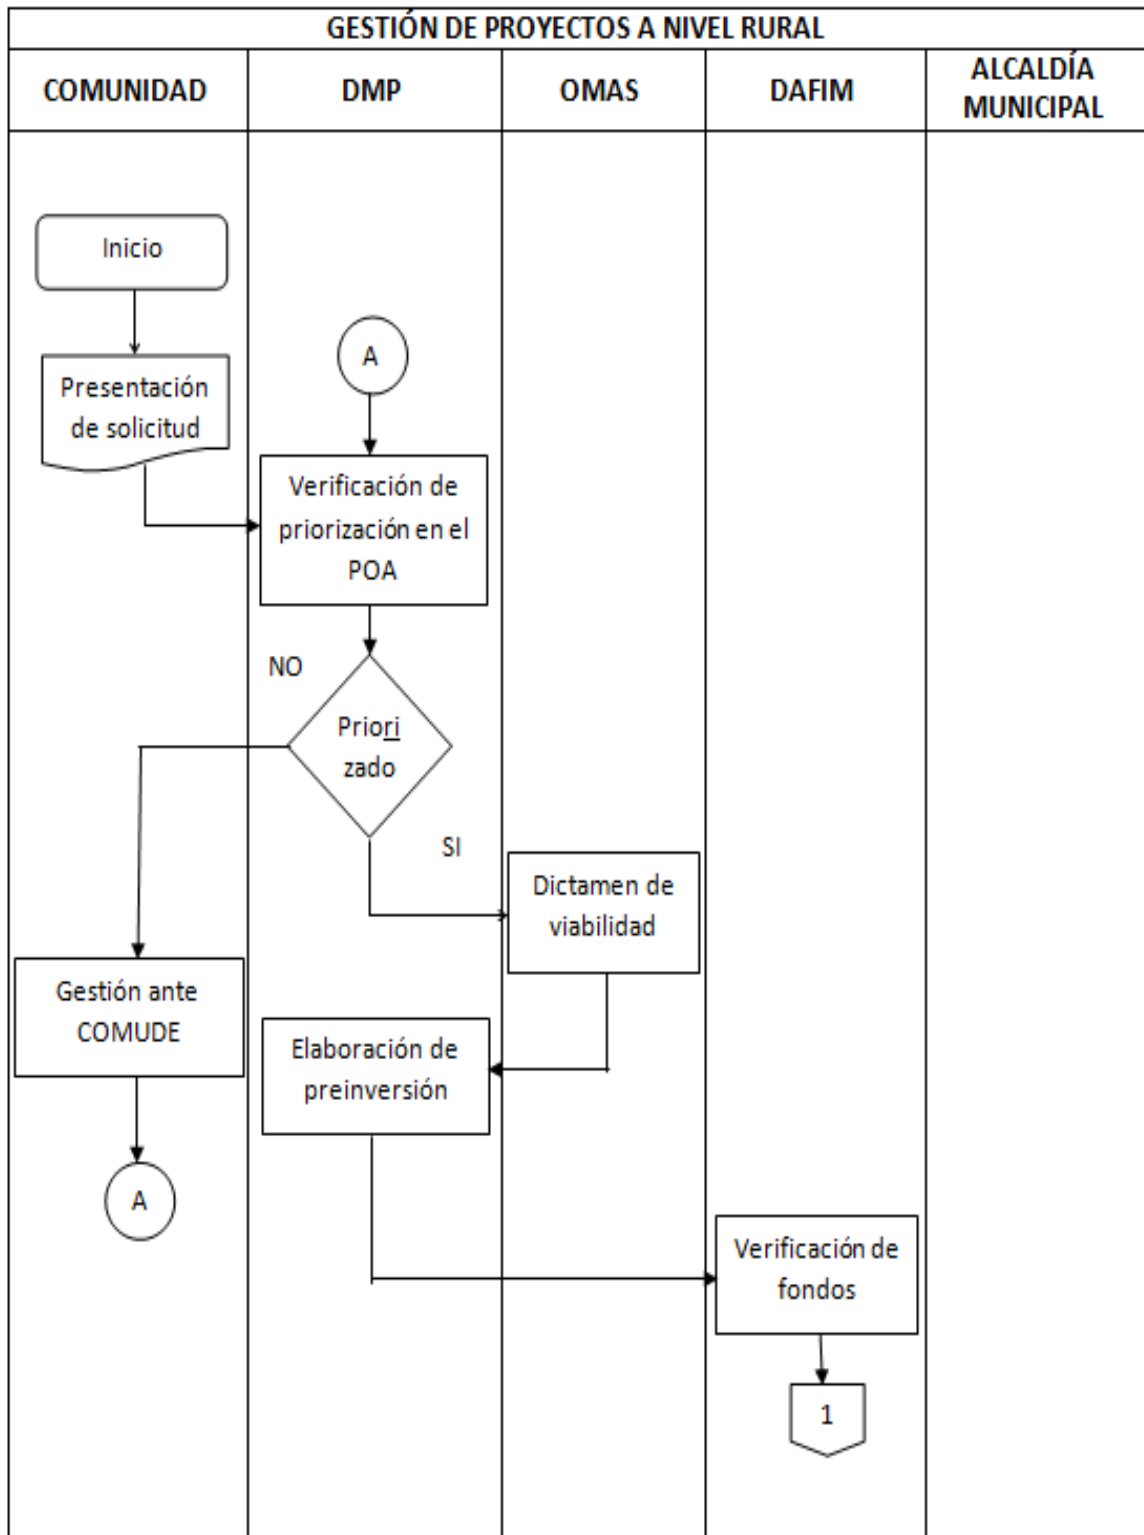 GESTIÓN DE PROYECTOS A NIVEL RURAL
COMUNIDAD
DMP
OMAS
DAFIM
ALCALDÍA
MUNICIPAL
Inicio
Presentación
de solicitud
A
Verificación de
priorización en el
POA
NO
Priori
zado
SI
Dictamen de
viabilidad
Gestión ante
COMUDE
Elaboración de
preinversión
A
Verificación de
fondos
1